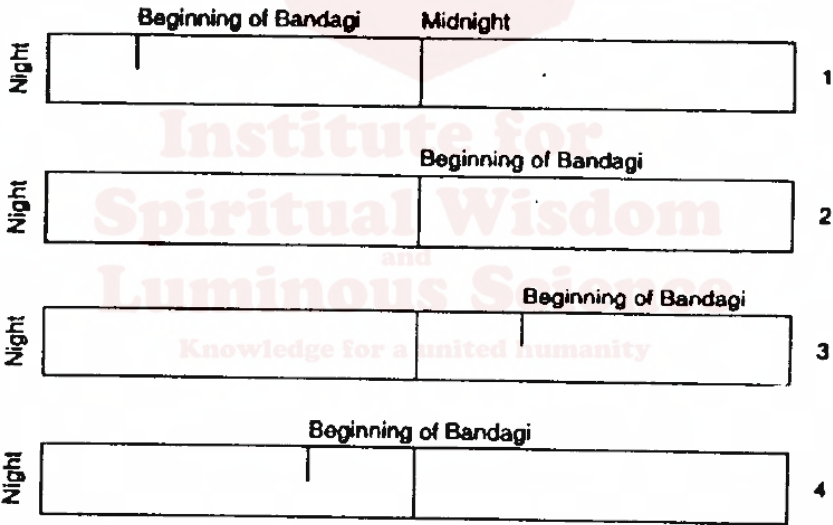 Beginning of Bandagi Midnight
Night 1
Beginning of Bandagi
Night 2
Beginning of Bandagi
Night 3
Beginning of Bandagi
Night 4
Institute for
Spiritual Wisdom
and
Luminous Science
Knowledge for a united humanity